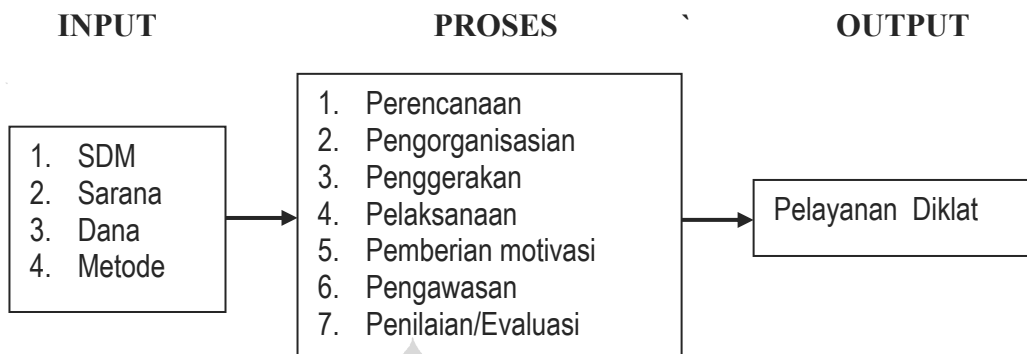 INPUT PROSES ` OUTPUT
1. SDM
2. Sarana
3. Dana
4. Metode
1. Perencanaan
2. Pengorganisasian
3. Penggerakan
4. Pelaksanaan
5. Pemberian motivasi
6. Pengawasan
7. Penilaian/Evaluasi
Pelayanan Diklat